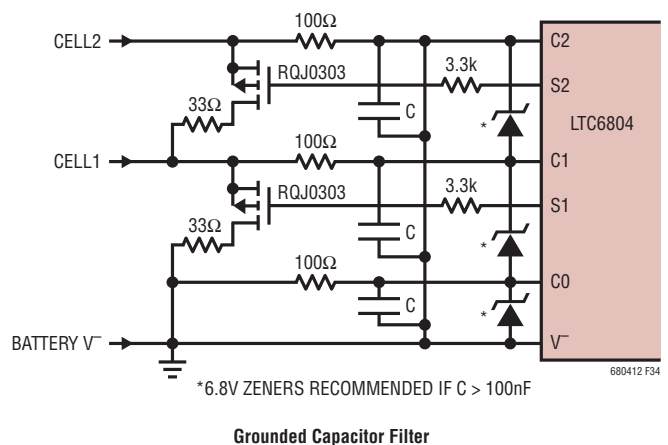 100Ω
CELL2
C2
RQJ0303
3.3k
S2
33Ω
C
*
LTC6804
100Ω
CELL1
C1
RQJ0303
3.3k
S1
33Ω
C
*
100Ω
C0
C
*
BATTERY V–
V–
680412 F34
*6.8V ZENERS RECOMMENDED IF C > 100nF
Grounded Capacitor Filter